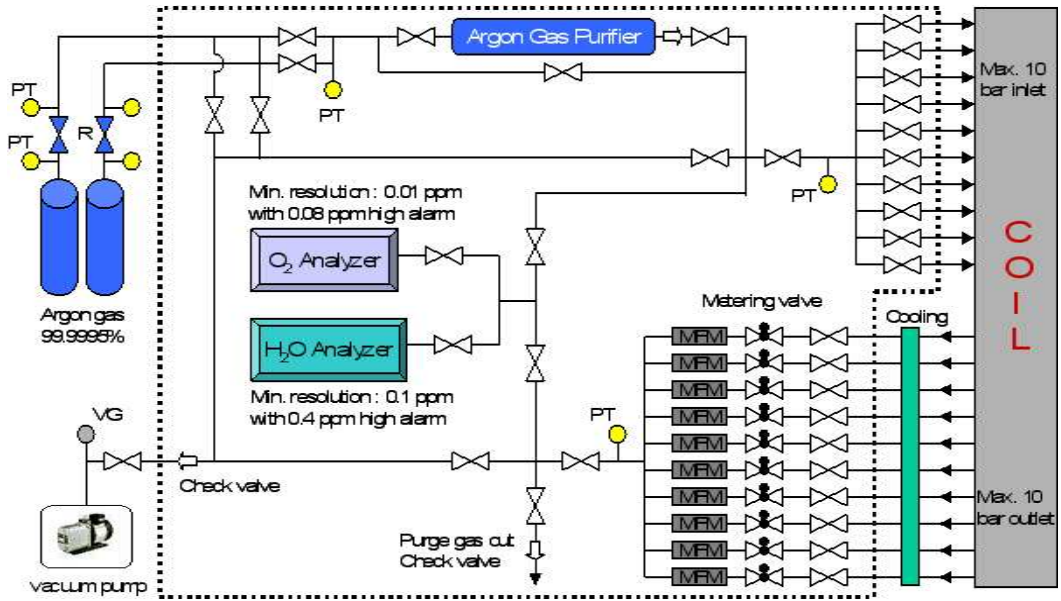 Argon Gas Purifier
PT
PT
R
PT
Max. 10
bar inlet
PT
Min. resolution : 0.01 ppm
with 0.08 ppm high alarm
O2 Analyzer
H2O Analyzer
Min. resolution : 0.1 ppm
with 0.4 ppm high alarm
Argon gas
99.9995%
COIL
Metering valve
Cooling
MFM
MFM
MFM
MFM
MFM
MFM
MFM
MFM
MFM
MFM
VG
PT
Check valve
Max. 10
bar outlet
Purge gas out
Check valve
vacuum pump